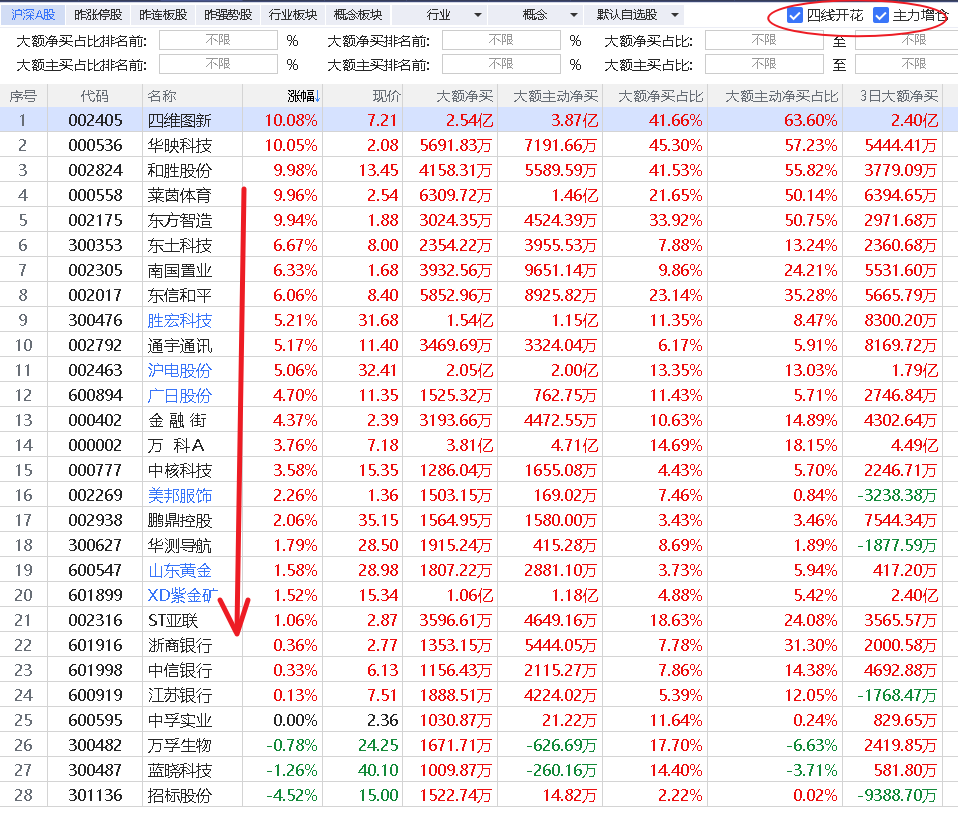 沪深A股 昨涨停股 昨连板股 昨强势股 行业板块 概念板块 行业 概念 默认自选股 四线开花 主力增仓
大额净买占比排名前: 不限 % 大额净买排名前: 不限 % 大额净买占比: 不限 至 不限
大额主买占比排名前: 不限 % 大额主买排名前: 不限 % 大额主买占比: 不限 至 不限
序号 代码 名称 涨幅↓ 现价 大额净买 大额主动净买 大额净买占比 大额主动净买占比 3日大额净买
1 002405 四维图新 10.08% 7.21 2.54亿 3.87亿 41.66% 63.60% 2.40亿
2 000536 华映科技 10.05% 2.08 5691.83万 7191.66万 45.30% 57.23% 5444.41万
3 002824 和胜股份 9.98% 13.45 4158.31万 5589.59万 41.53% 55.82% 3779.09万
4 000558 莱茵体育 9.96% 2.54 6309.72万 1.46亿 21.65% 50.14% 6394.65万
5 002175 东方智造 9.94% 1.88 3024.35万 4524.39万 33.92% 50.75% 2971.68万
6 300353 东土科技 6.67% 8.00 2354.22万 3955.53万 7.88% 13.24% 2360.68万
7 002305 南国置业 6.33% 1.68 3932.56万 9651.14万 9.86% 24.21% 5531.60万
8 002017 东信和平 6.06% 8.40 5852.96万 8925.82万 23.14% 35.28% 5665.79万
9 300476 胜宏科技 5.21% 31.68 1.54亿 1.15亿 11.35% 8.47% 8300.20万
10 002792 通宇通讯 5.17% 11.40 3469.69万 3324.04万 6.17% 5.91% 8169.72万
11 002463 沪电股份 5.06% 32.41 2.05亿 2.00亿 13.35% 13.03% 1.79亿
12 600894 广日股份 4.70% 11.35 1525.32万 762.75万 11.43% 5.71% 2746.84万
13 000402 金 融 街 4.37% 2.39 3193.66万 4472.55万 10.63% 14.89% 4302.64万
14 000002 万 科A 3.76% 7.18 3.81亿 4.71亿 14.69% 18.15% 4.49亿
15 000777 中核科技 3.58% 15.35 1286.04万 1655.08万 4.43% 5.70% 2246.71万
16 002269 美邦服饰 2.26% 1.36 1503.15万 169.02万 7.46% 0.84% -3238.38万
17 002938 鹏鼎控股 2.06% 35.15 1564.95万 1580.00万 3.43% 3.46% 7544.34万
18 300627 华测导航 1.79% 28.50 1915.24万 415.28万 8.69% 1.89% -1877.59万
19 600547 山东黄金 1.58% 28.98 1807.22万 2881.10万 3.73% 5.94% 417.20万
20 601899 XD紫金矿 1.52% 15.34 1.06亿 1.18亿 4.88% 5.42% 2.40亿
21 002316 ST亚联 1.06% 2.87 3596.61万 4649.16万 18.63% 24.08% 3565.57万
22 601916 浙商银行 0.36% 2.77 1353.15万 5444.05万 7.78% 31.30% 2000.58万
23 601998 中信银行 0.33% 6.13 1156.43万 2115.27万 7.86% 14.38% 4692.88万
24 600919 江苏银行 0.13% 7.51 1888.51万 4224.02万 5.39% 12.05% -1768.47万
25 600595 中孚实业 0.00% 2.36 1030.87万 21.22万 11.64% 0.24% 829.65万
26 300482 万孚生物 -0.78% 24.25 1671.71万 -626.69万 17.70% -6.63% 2419.85万
27 300487 蓝晓科技 -1.26% 40.10 1009.87万 -260.16万 14.40% -3.71% 581.80万
28 301136 招标股份 -4.52% 15.00 1522.74万 14.82万 2.22% 0.02% -9388.70万